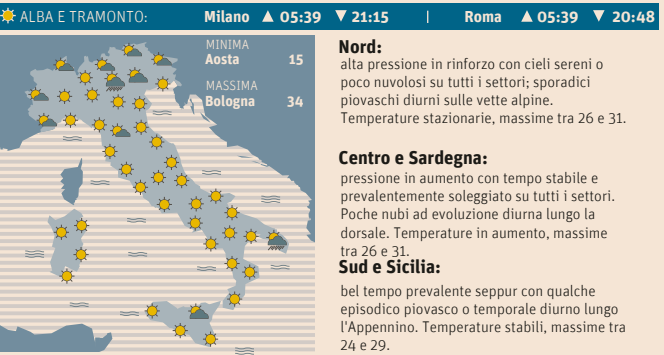 ALBA E TRAMONTO: Milano ▲ 05:39 ▼ 21:15 | Roma ▲ 05:39 ▼ 20:48
MINIMA
Aosta 15
MASSIMA
Bologna 34
Nord:
alta pressione in rinforzo con cieli sereni o
poco nuvolosi su tutti i settori; sporadici
piovaschi diurni sulle vette alpine.
Temperature stazionarie, massime tra 26 e 31.
Centro e Sardegna:
pressione in aumento con tempo stabile e
prevalentemente soleggiato su tutti i settori.
Poche nubi ad evoluzione diurna lungo la
dorsale. Temperature in aumento, massime
tra 26 e 31.
Sud e Sicilia:
bel tempo prevalente seppur con qualche
episodico piovasco o temporale diurno lungo
l'Appennino. Temperature stabili, massime tra
24 e 29.